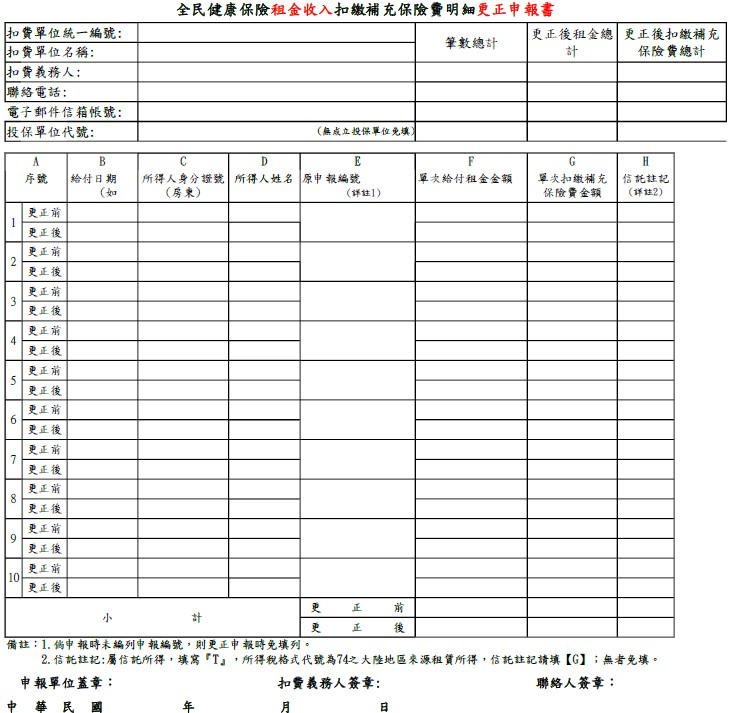 全民健康保險租金收入扣繳補充保險費明細更正申報書
扣費單位統一編號:
扣費單位名稱:
扣費義務人:
聯絡電話:
電子郵件信箱帳號:
投保單位代號: (無成立投保單位免填)
筆數總計
更正後租金總
計
更正後扣繳補充
保險費總計
A B C D E F G H
序號 給付日期 所得人身分證號 所得人姓名 原申報編號 單次給付租金金額 單次扣繳補充 信託註記
(如 (房東) (詳註1) 保險費金額 (詳註2)
1 更正前
更正後
2 更正前
更正後
3 更正前
更正後
4 更正前
更正後
5 更正前
更正後
6 更正前
更正後
7 更正前
更正後
8 更正前
更正後
9 更正前
更正後
10 更正前
更正後
小 計 更 正 前
更 正 後
備註：1.倘申報時未編列申報編號，則更正申報時免填列。
2.信託註記:屬信託所得，填寫『T』，所得稅格式代號為74之大陸地區來源租賃所得，信託註記請填【G】；無者免填。
申報單位蓋章： 扣費義務人簽章: 聯絡人簽章：
中 華 民 國 年 月 日